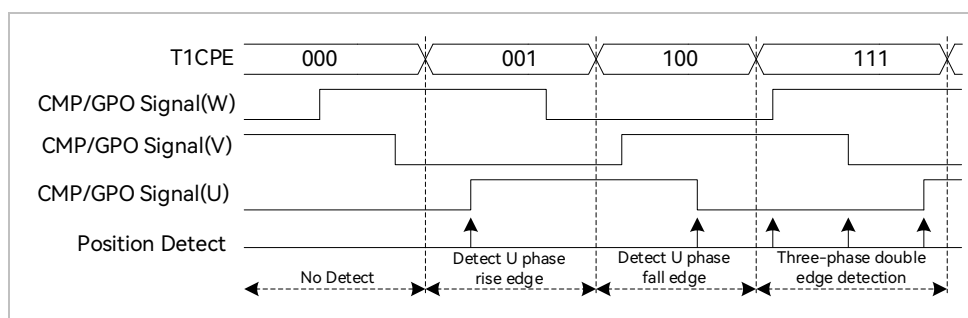 T1CPE 000 001 100 111
CMP/GPO Signal(W)
CMP/GPO Signal(V)
CMP/GPO Signal(U)
Position Detect
No Detect
Detect U phase
rise edge
Detect U phase
fall edge
Three-phase double
edge detection